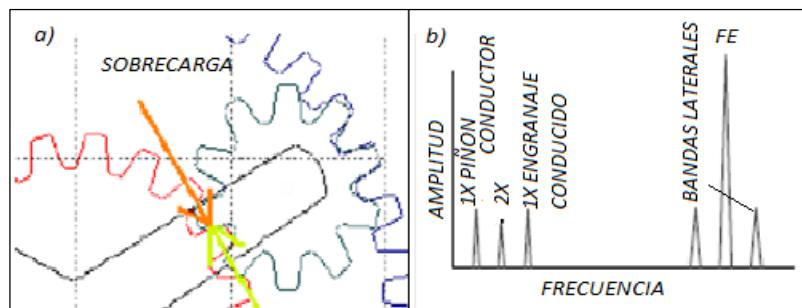 a)
SOBRECARGA
b)
FE
AMPLITUD
1X PIÑON
CONDUCTOR
2X
1X ENGRANAJE
CONDUCIDO
BANDAS LATERALES
FRECUENCIA